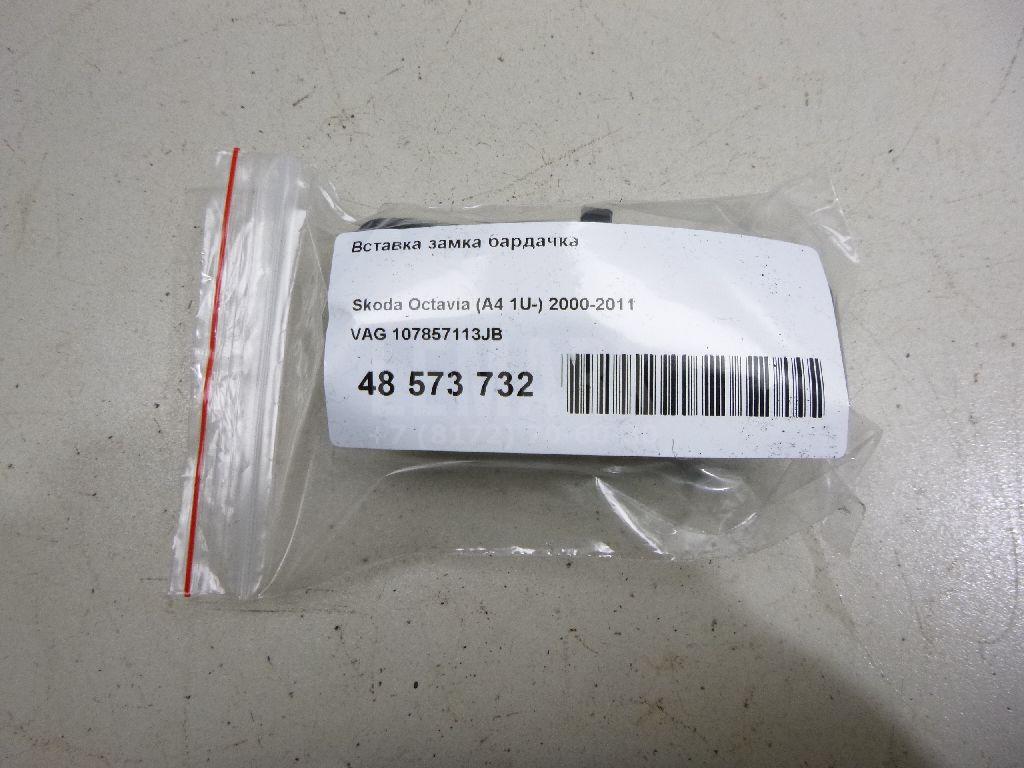 Вставка замка бардачка
Skoda Octavia (A4 1U-) 2000-2011
VAG 107857113JB
48 573 732